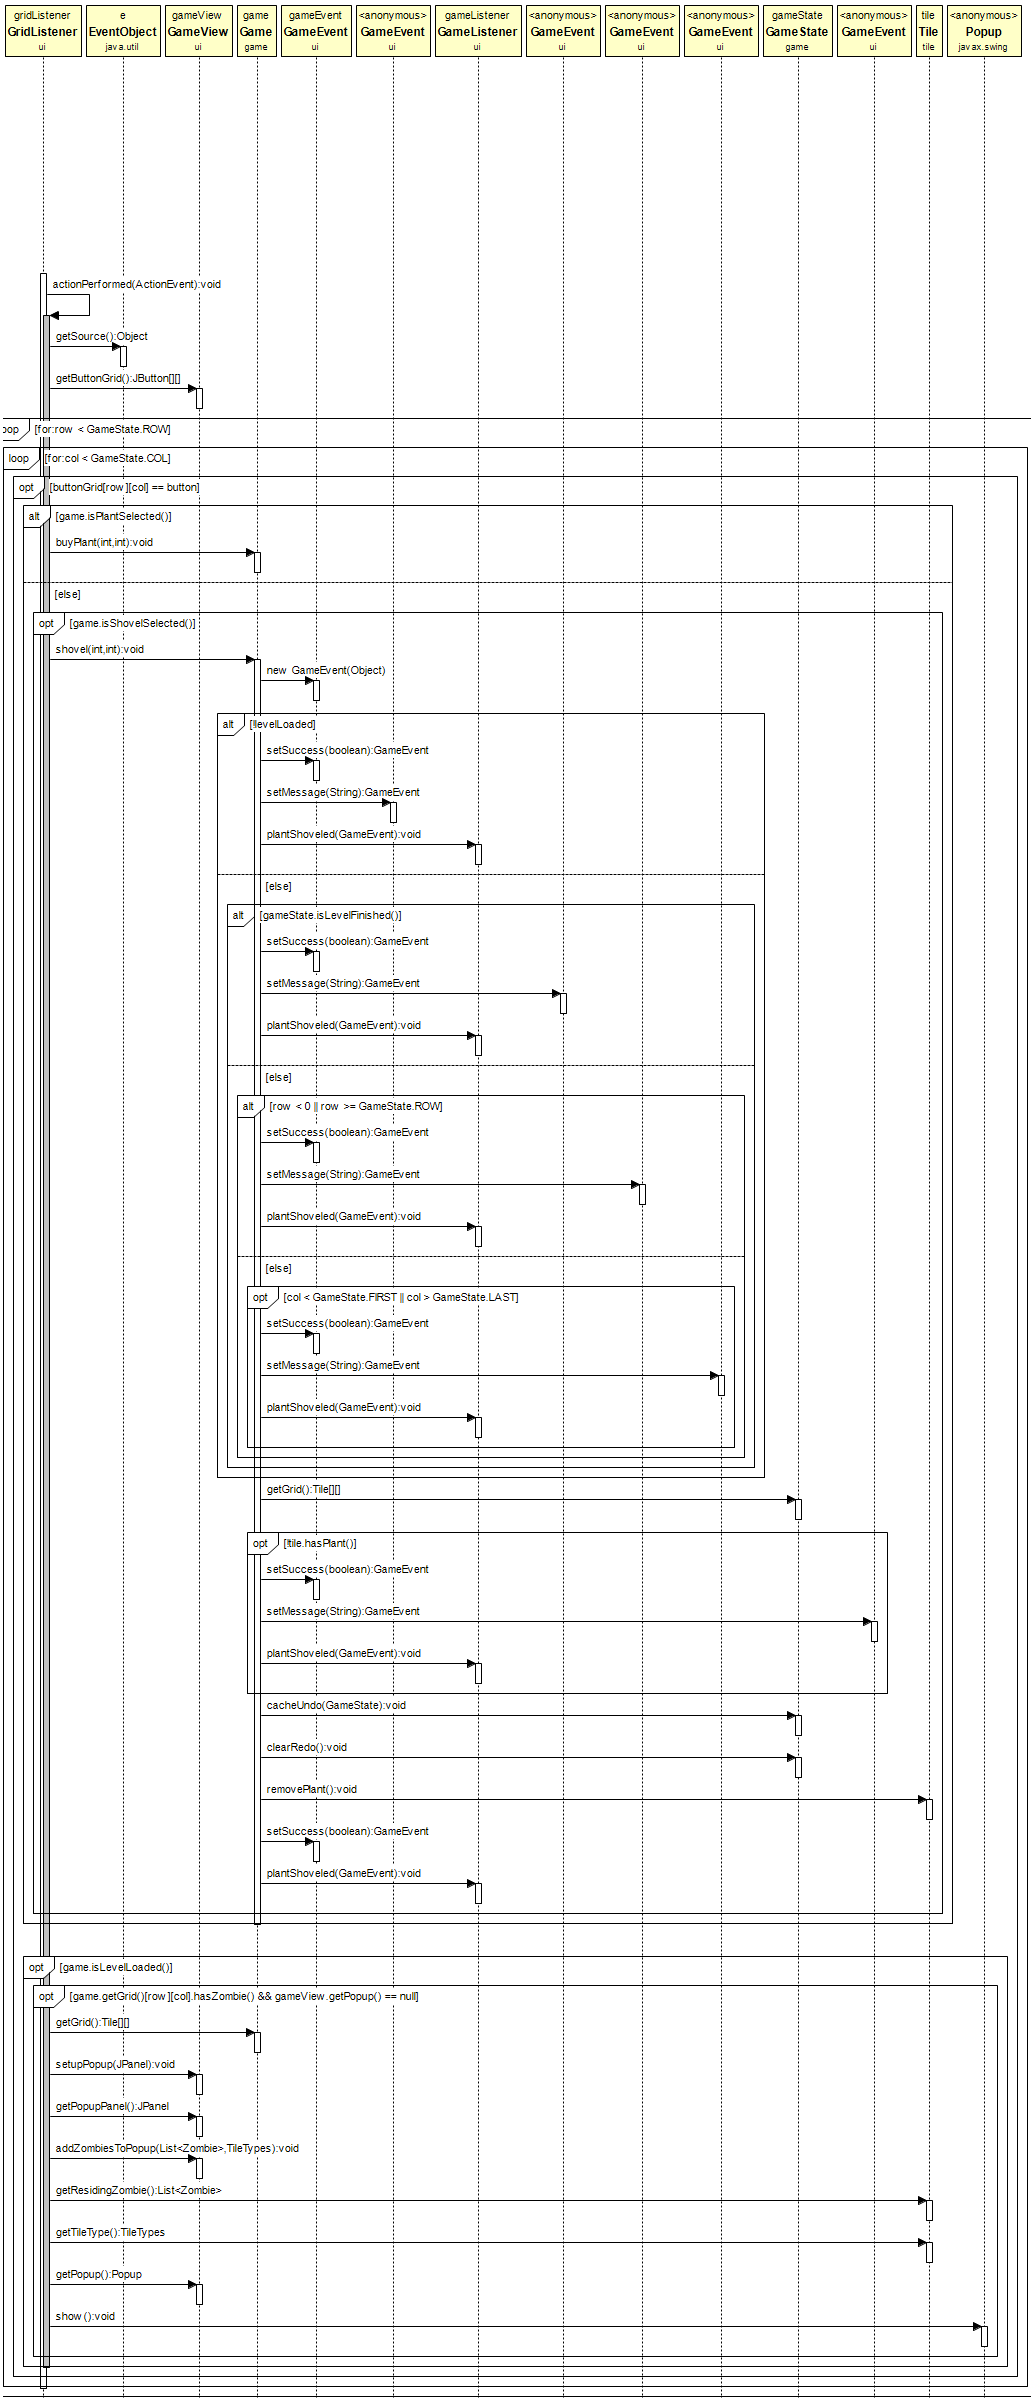 gridListener
GridListener
ui
e
EventObject
java.util
gameView
GameView
ui
game
Game
game
gameEvent
GameEvent
ui
<anonymous>
GameEvent
ui
gameListener
GameListener
ui
<anonymous>
GameEvent
ui
<anonymous>
GameEvent
ui
<anonymous>
GameEvent
ui
gameState
GameState
game
<anonymous>
GameEvent
ui
tile
Tile
tile
<anonymous>
Popup
javax.swing
actionPerformed(ActionEvent):void
getSource():Object
getButtonGrid():JButton[][]
oop [for:row < GameState.ROW]
loop [for:col < GameState.COL]
opt [buttonGrid[row][col] == button]
alt [game.isPlantSelected()]
buyPlant(int,int):void
[else]
opt [game.isShovelSelected()]
shovel(int,int):void
new GameEvent(Object)
alt [!levelLoaded]
setSuccess(boolean):GameEvent
setMessage(String):GameEvent
plantShoveled(GameEvent):void
[else]
alt [gameState.isLevelFinished()]
setSuccess(boolean):GameEvent
setMessage(String):GameEvent
plantShoveled(GameEvent):void
[else]
alt [row < 0 || row >= GameState.ROW]
setSuccess(boolean):GameEvent
setMessage(String):GameEvent
plantShoveled(GameEvent):void
[else]
opt [col < GameState.FIRST || col > GameState.LAST]
setSuccess(boolean):GameEvent
setMessage(String):GameEvent
plantShoveled(GameEvent):void
getGrid():Tile[][]
opt [!tile.hasPlant()]
setSuccess(boolean):GameEvent
setMessage(String):GameEvent
plantShoveled(GameEvent):void
cacheUndo(GameState):void
clearRedo():void
removePlant():void
setSuccess(boolean):GameEvent
plantShoveled(GameEvent):void
opt [game.isLevelLoaded()]
opt [game.getGrid()[row][col].hasZombie() && gameView.getPopup() == null]
getGrid():Tile[][]
setupPopup(JPanel):void
getPopupPanel():JPanel
addZombiesToPopup(List<Zombie>,TileTypes):void
getResidingZombie():List<Zombie>
getTileType():TileTypes
getPopup():Popup
show():void